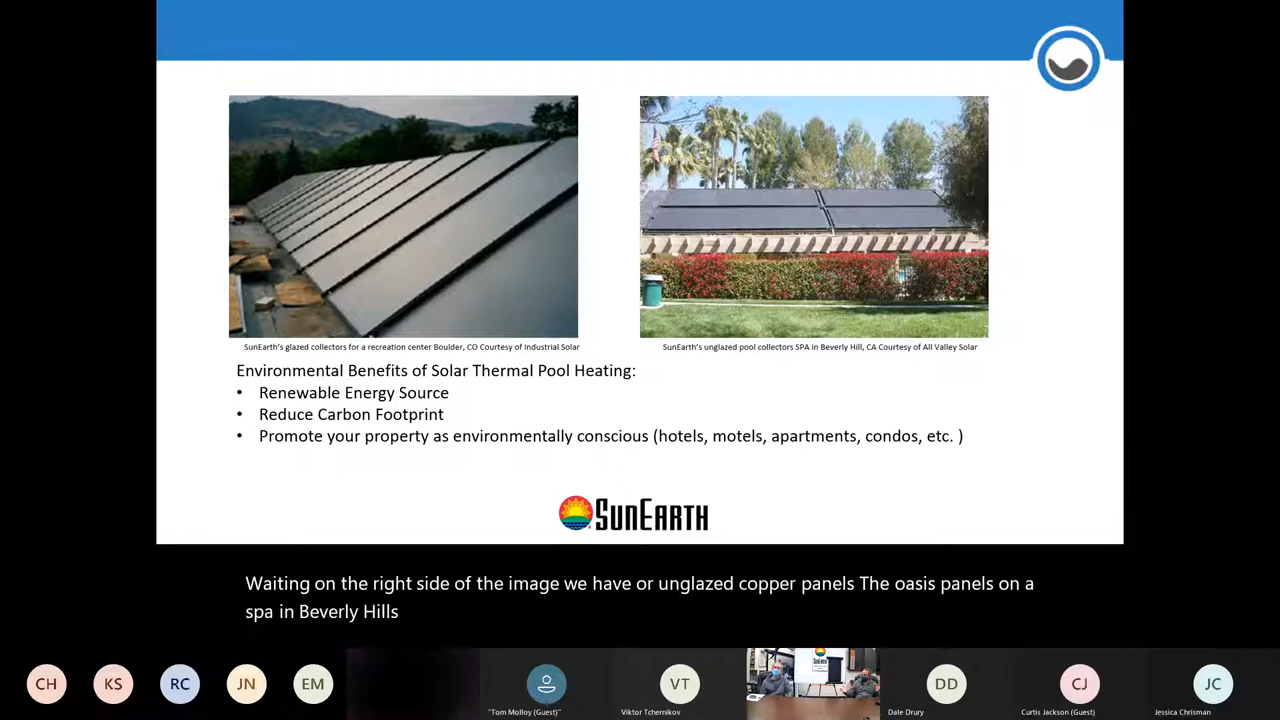 SunEarth's glazed collectors for a recreation center Boulder, CO Courtesy of Industrial Solar
SunEarth's unglazed pool collectors SPA in Beverly Hill, CA Courtesy of All Valley Solar
Environmental Benefits of Solar Thermal Pool Heating:
• Renewable Energy Source
• Reduce Carbon Footprint
• Promote your property as environmentally conscious (hotels, motels, apartments, condos, etc. )
SUNEARTH
Waiting on the right side of the image we have or unglazed copper panels The oasis panels on a
spa in Beverly Hills
CH
KS
RC
JN
EM
VT
DD
CJ
JC
"Tom Molloy (Guest)"
Viktor Tchernikov
Dale Drury
Curtis Jackson (Guest)
Jessica Chrisman